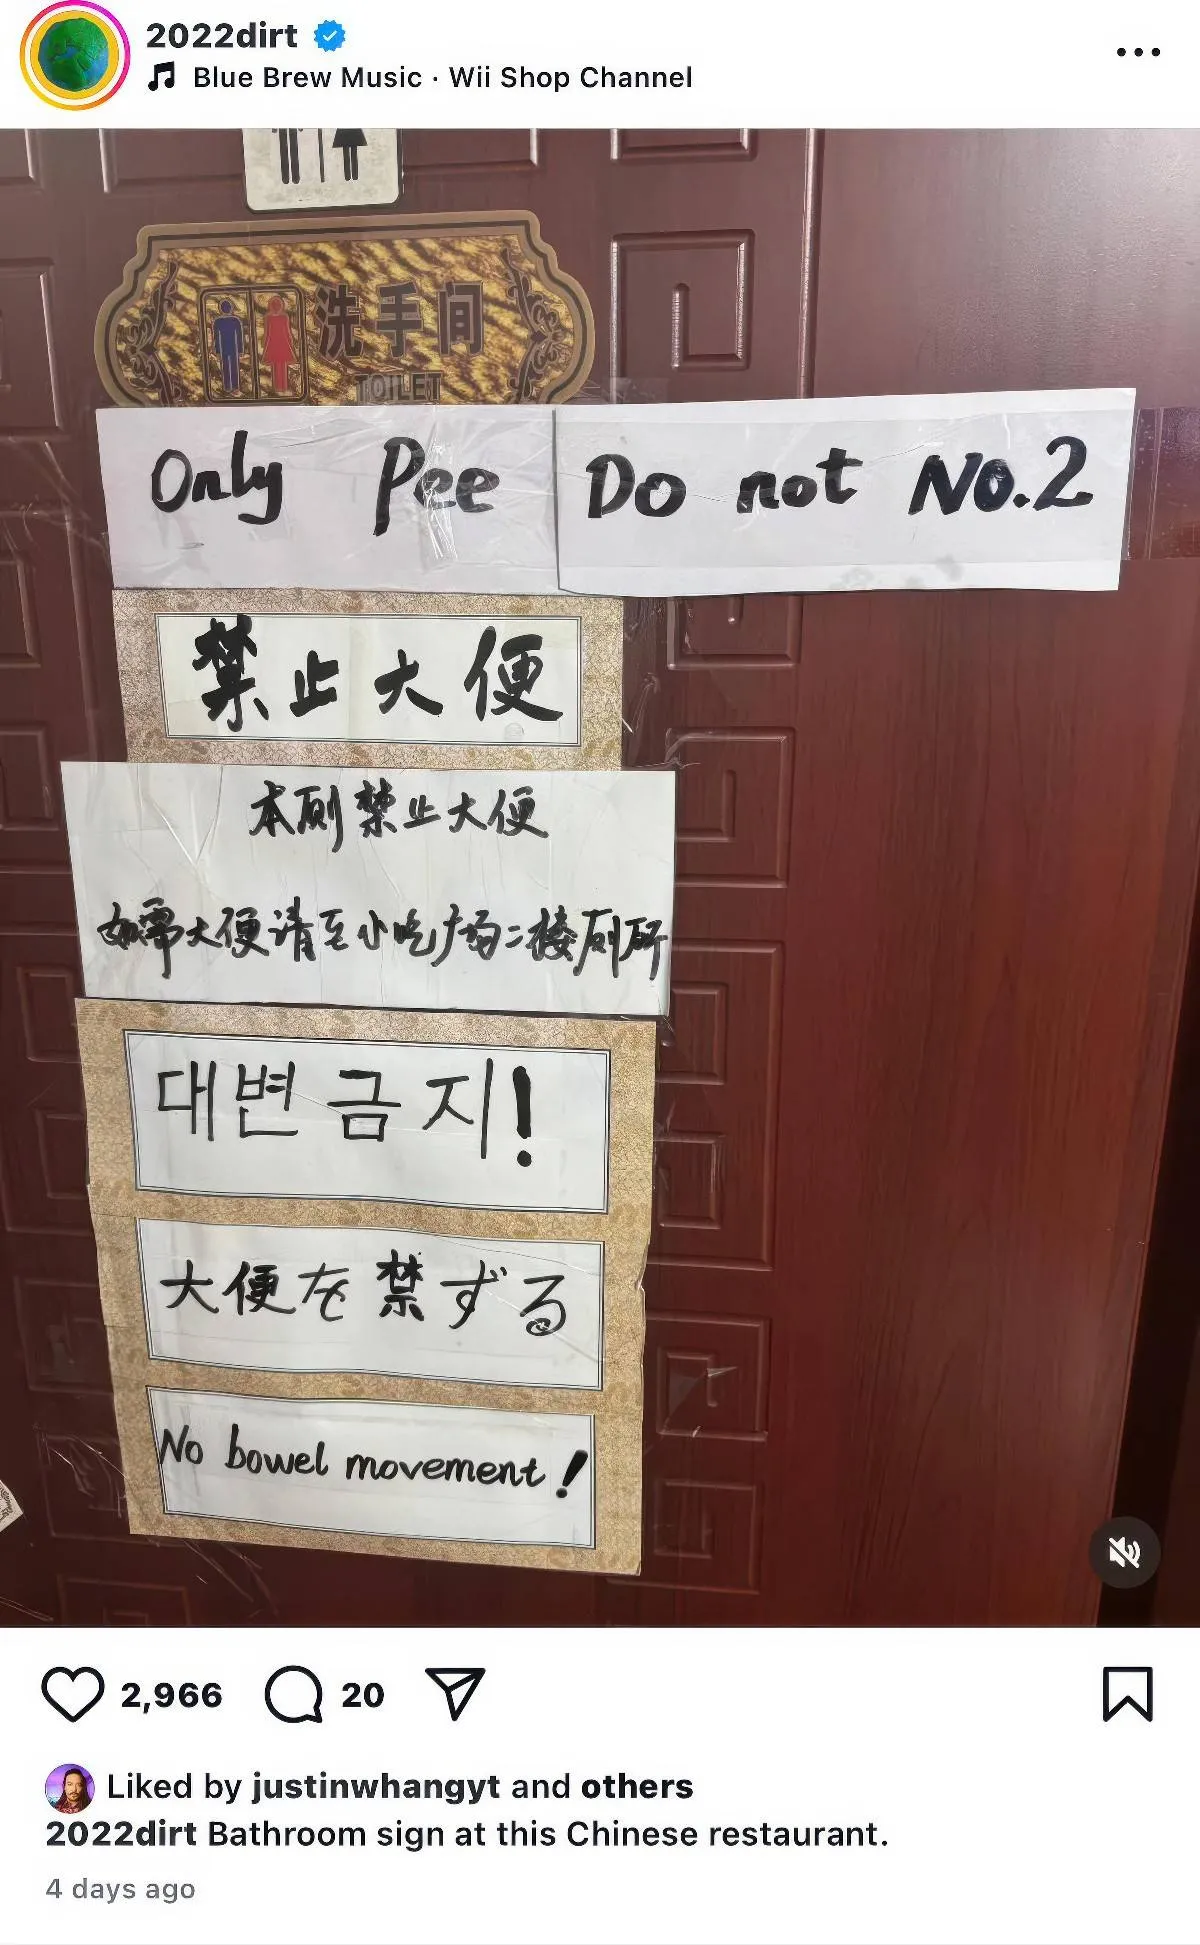 2022dirt
Blue Brew Music · Wii Shop Channel
洗手间
TOILET
Only Pee Do not No.2
禁止大便
本厕禁止大便
如需大便请至小吃广场二楼厕所
대변금지!
大便を禁ずる
No bowel movement!
2,966
20
Liked by justinwhangyt and others
2022dirt Bathroom sign at this Chinese restaurant.
4 days ago